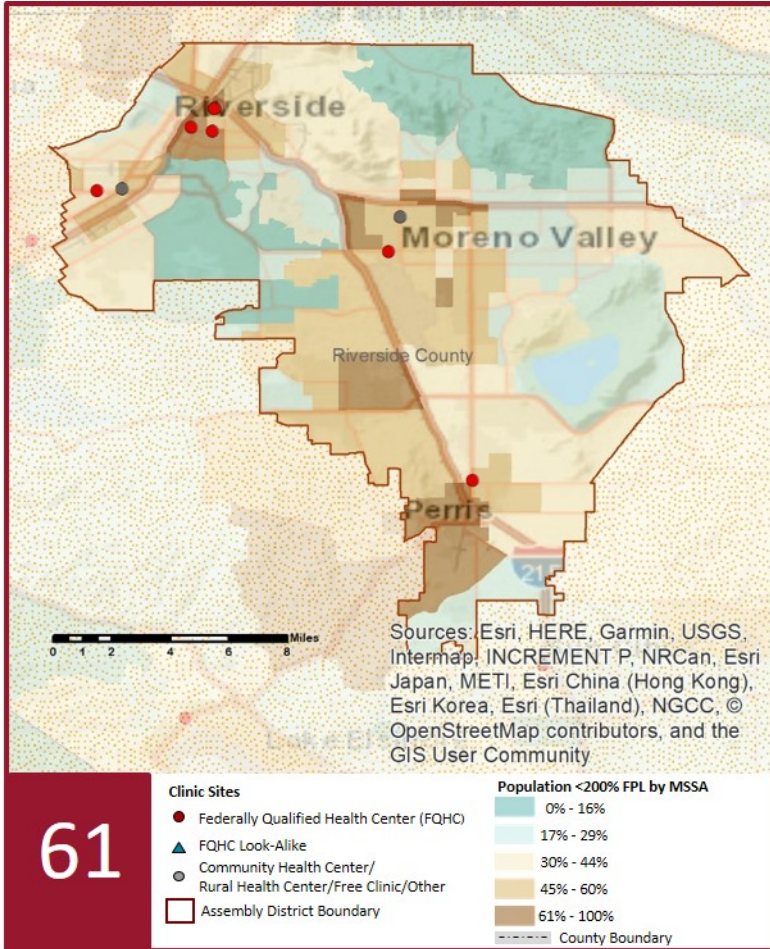 Grand Terrace
Riverside
Moreno Valley
Riverside County
Perris
215
Miles
0 1 2 4 6 8
Sources: Esri, HERE, Garmin, USGS,
Intermap, INCREMENT P, NRCan, Esri
Japan, METI, Esri China (Hong Kong),
Esri Korea, Esri (Thailand), NGCC, ©
OpenStreetMap contributors, and the
GIS User Community
61
Clinic Sites
Federally Qualified Health Center (FQHC)
FQHC Look-Alike
Community Health Center/
Rural Health Center/Free Clinic/Other
Assembly District Boundary
Population <200% FPL by MSSA
0% - 16%
17% - 29%
30% - 44%
45% - 60%
61% - 100%
County Boundary